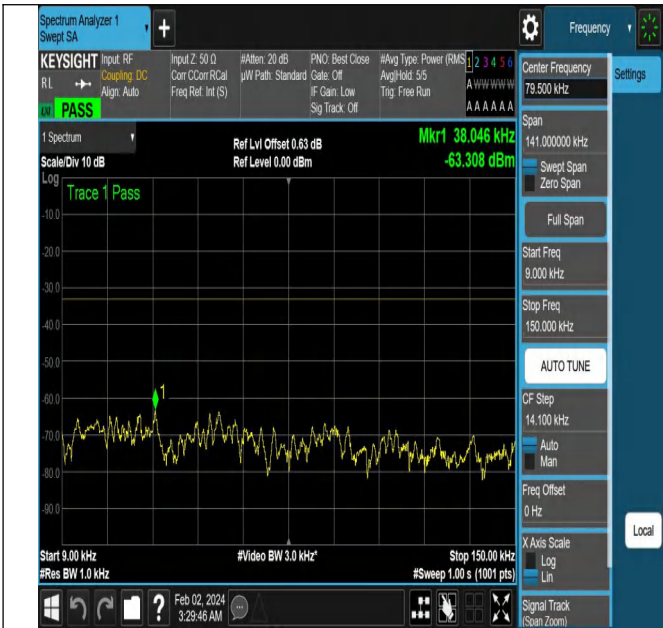 Spectrum Analyzer 1
Swept SA
Frequency
KEYSIGHT
RL
PASS
Input: RF
Coupling: DC
Align: Auto
Input Z: 50 Ω
Corr CCorr RCal
Freq Ref: Int (S)
#Atten: 20 dB
µW Path: Standard
PNO: Best Close
Gate: Off
IF Gain: Low
Sig Track: Off
#Avg Type: Power (RMS
Avg|Hold: 5/5
Trig: Free Run
1 2 3 4 5 6
A W W W W W
A A A A A A
1 Spectrum
Scale/Div 10 dB
Ref Lvl Offset 0.63 dB
Ref Level 0.00 dBm
Mkr1 38.046 kHz
-63.308 dBm
Log
Trace 1 Pass
-10.0
-20.0
-30.0
-40.0
-50.0
-60.0
-70.0
-80.0
-90.0
1
Start 9.00 kHz
#Res BW 1.0 kHz
#Video BW 3.0 kHz*
Stop 150.00 kHz
#Sweep 1.00 s (1001 pts)
Feb 02, 2024
3:29:46 AM
Center Frequency
79.500 kHz
Settings
Span
141.000000 kHz
Swept Span
Zero Span
Full Span
Start Freq
9.000 kHz
Stop Freq
150.000 kHz
AUTO TUNE
CF Step
14.100 kHz
Auto
Man
Freq Offset
0 Hz
Local
X Axis Scale
Log
Lin
Signal Track
(Span Zoom)